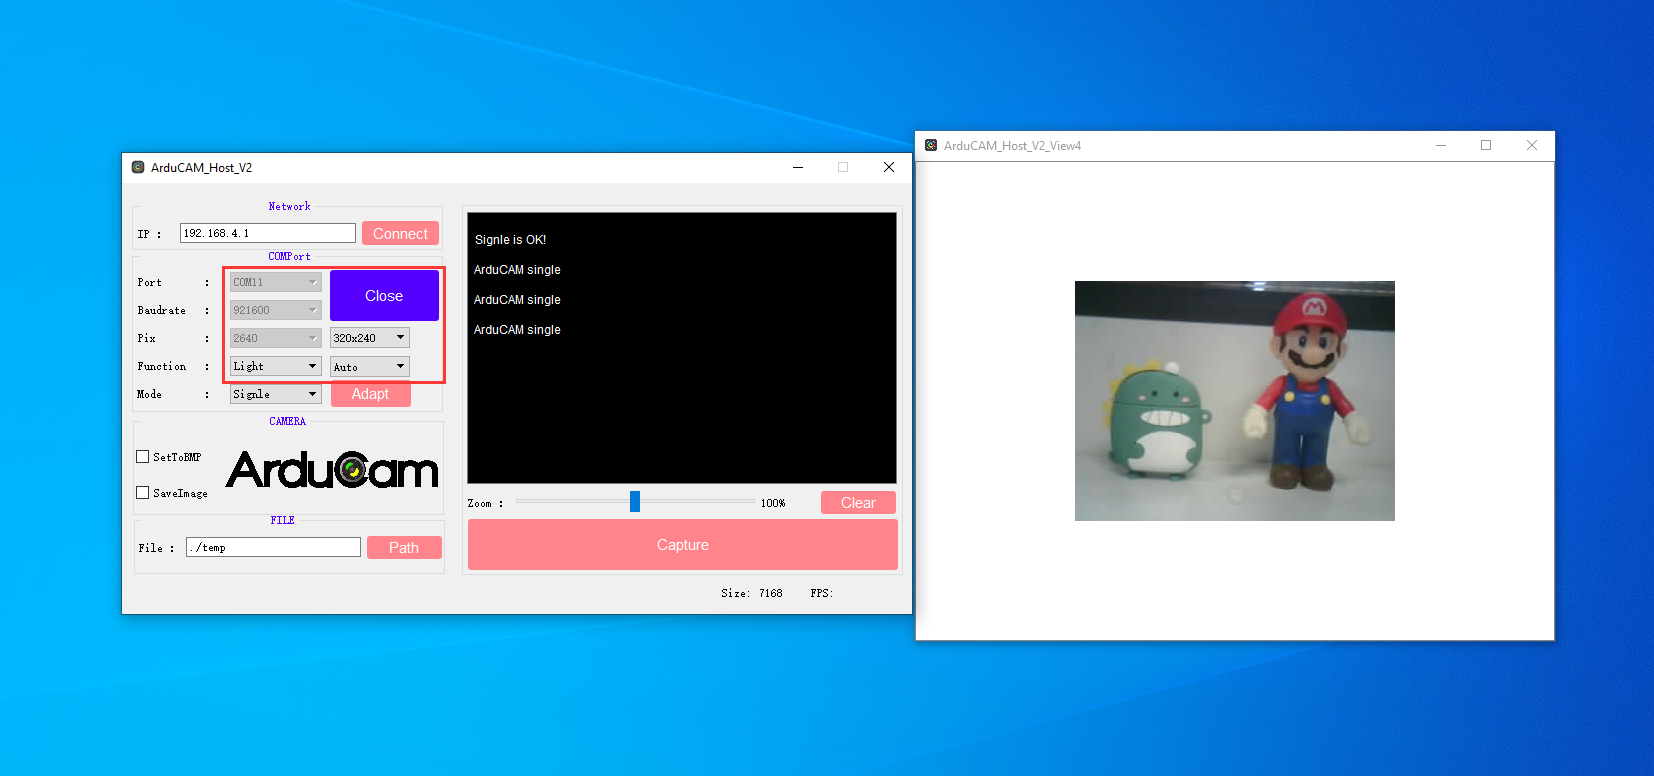 ArduCAM_Host_V2
Network
IP : 192.168.4.1 Connect
COMPort
Port : COM11 Close
Baudrate : 921600
Pix : 2640 320x240
Function : Light Auto
Mode : Signle Adapt
CAMERA
SetToBMP
ArduCam
SaveImage
FILE
File : ./temp Path
Signle is OK!
ArduCAM single
ArduCAM single
ArduCAM single
Zoom : 100% Clear
Capture
Size: 7168 FPS:
ArduCAM_Host_V2_View4
M